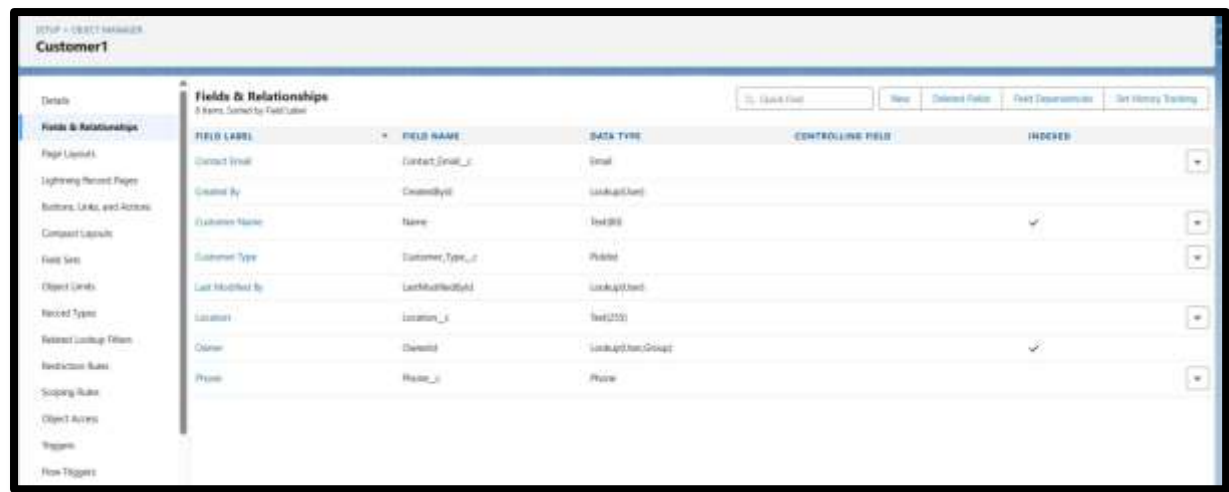 SETUP > OBJECT MANAGER
Customer1
Details
Fields & Relationships
Page Layouts
Lightning Record Pages
Buttons, Links, and Actions
Compact Layouts
Field Sets
Object Limits
Record Types
Related Lookup Filters
Restriction Rules
Scoping Rules
Object Access
Triggers
Flow Triggers
Fields & Relationships
8 Items, Sorted by Field Label
Quick Find
New
Deleted Fields
Field Dependencies
Set History Tracking
FIELD LABEL FIELD NAME DATA TYPE CONTROLLING FIELD INDEXED
Contact Email Contact_Email__c Email
Created By CreatedById Lookup(User)
Customer Name Name Text(80)
Customer Type Customer_Type__c Picklist
Last Modified By LastModifiedById Lookup(User)
Location Location__c Text(255)
Owner OwnerId Lookup(User,Group)
Phone Phone__c Phone